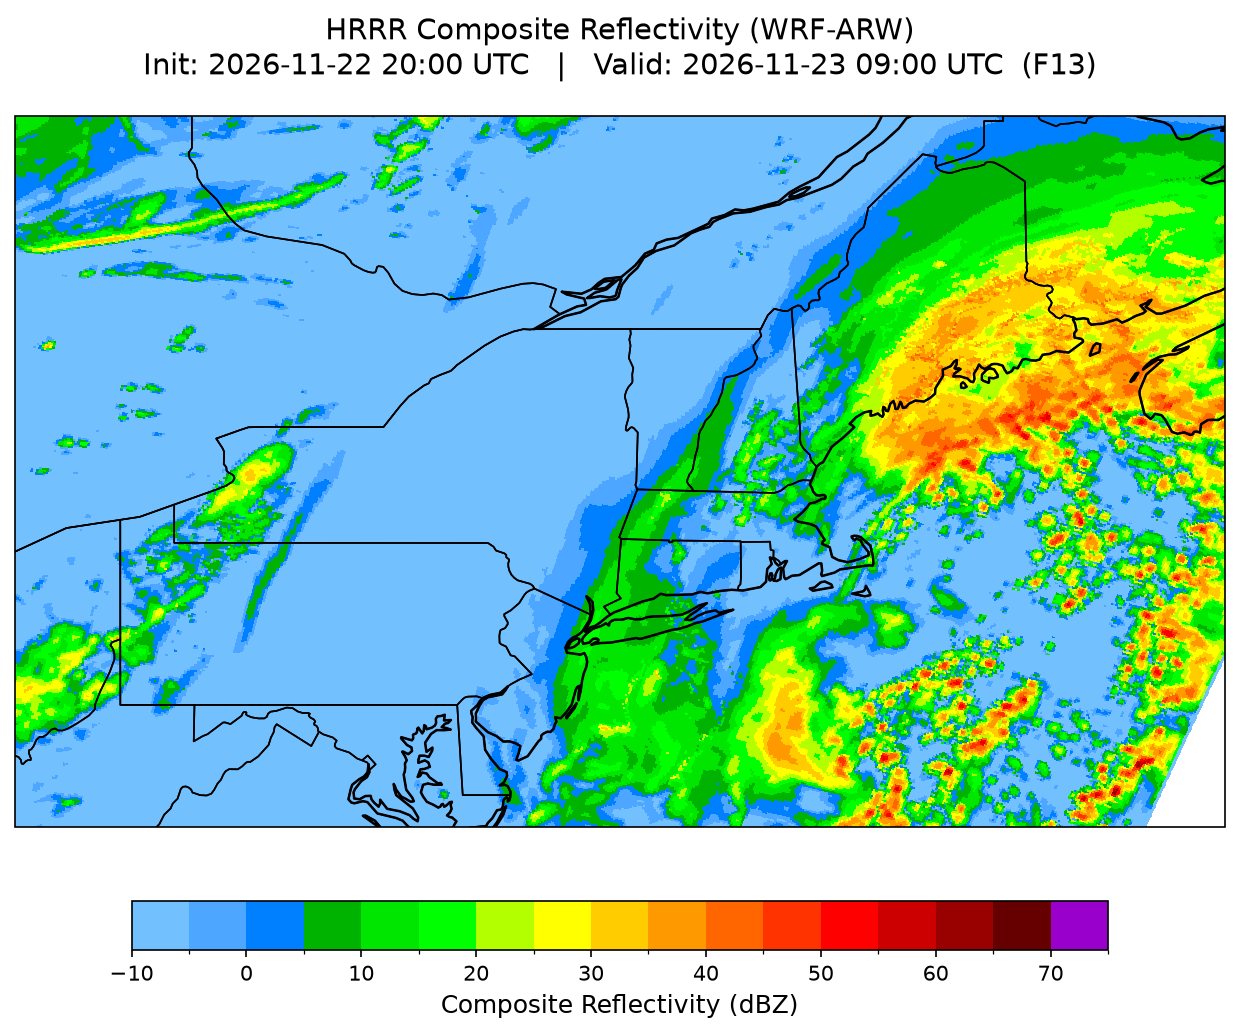 HRRR Composite Reflectivity (WRF-ARW)
Init: 2026-11-22 20:00 UTC   |   Valid: 2026-11-23 09:00 UTC  (F13)
−10 0 10 20 30 40 50 60 70
Composite Reflectivity (dBZ)